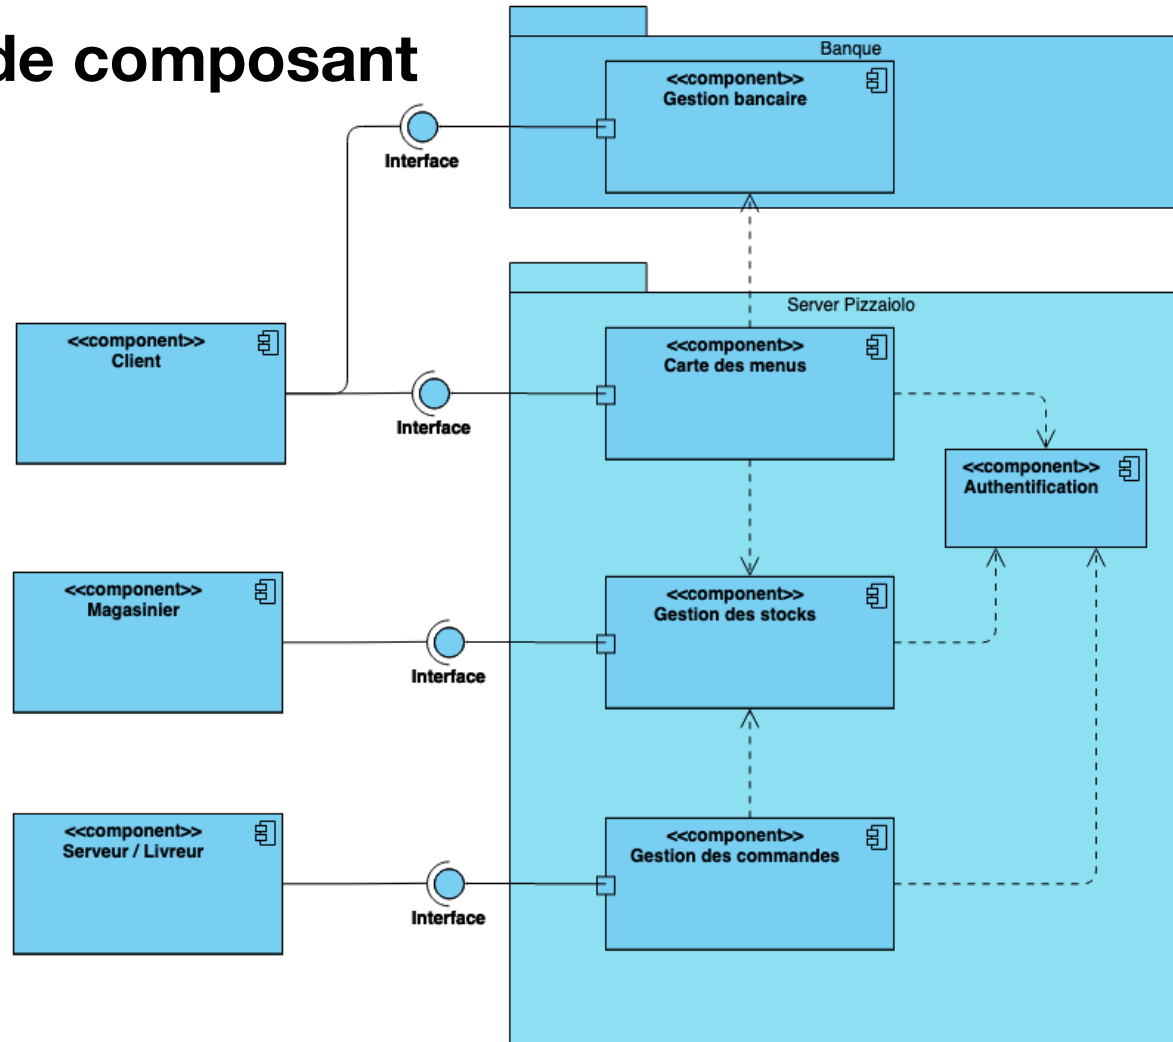 de composant
Banque
<<component>>
Gestion bancaire
Interface
Server Pizzaiolo
<<component>>
Client
<<component>>
Carte des menus
Interface
<<component>>
Authentification
<<component>>
Magasinier
<<component>>
Gestion des stocks
Interface
<<component>>
Serveur / Livreur
<<component>>
Gestion des commandes
Interface